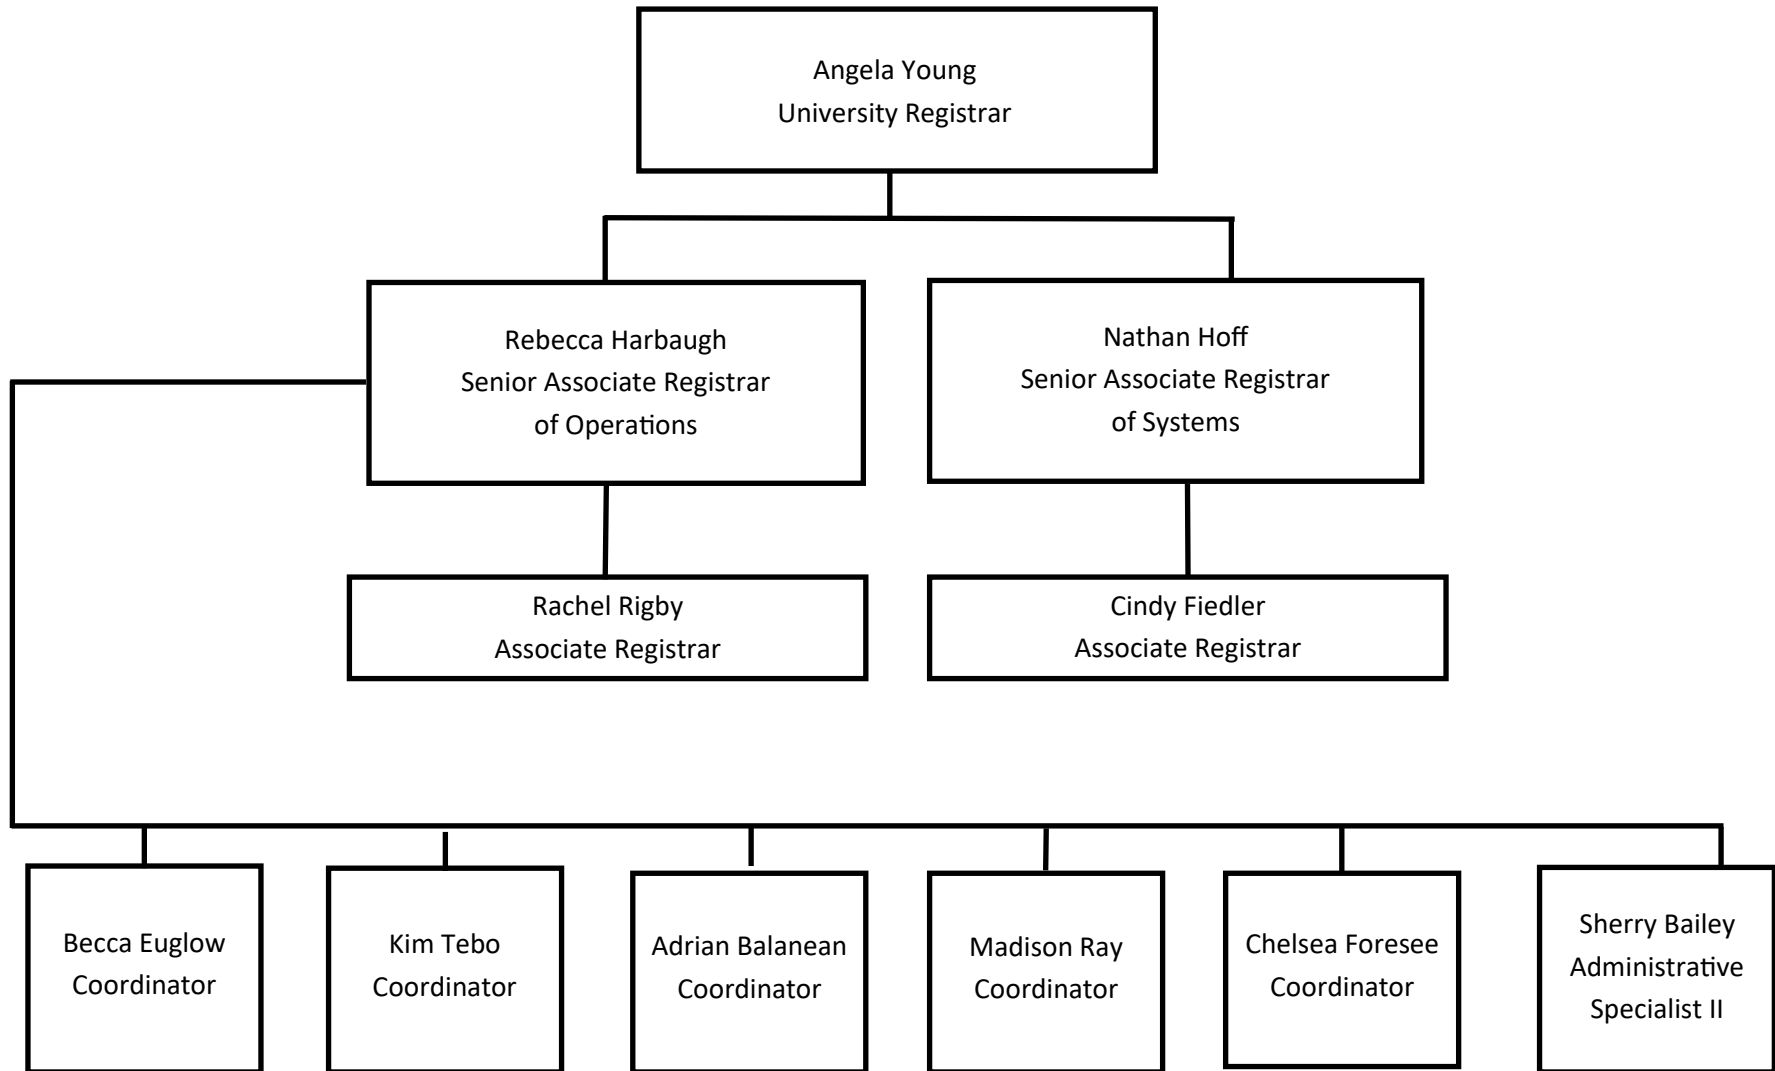 Angela Young
University Registrar
Rebecca Harbaugh
Senior Associate Registrar
of Operations
Nathan Hoff
Senior Associate Registrar
of Systems
Rachel Rigby
Associate Registrar
Cindy Fiedler
Associate Registrar
Becca Euglow
Coordinator
Kim Tebo
Coordinator
Adrian Balanean
Coordinator
Madison Ray
Coordinator
Chelsea Foresee
Coordinator
Sherry Bailey
Administrative
Specialist II